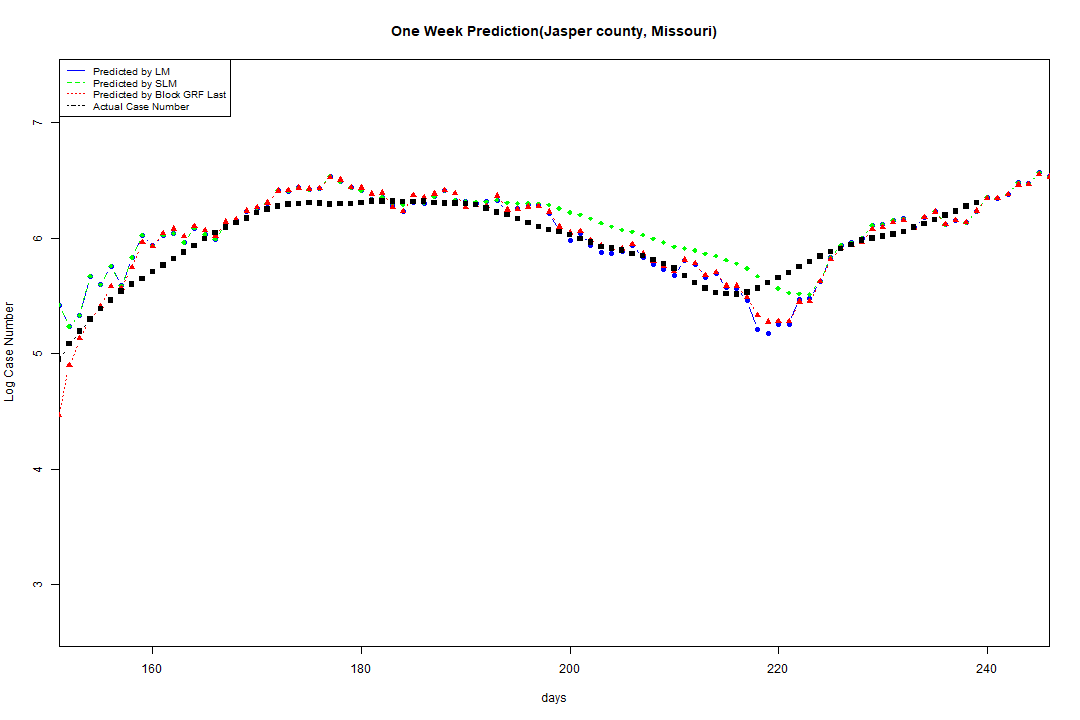 One Week Prediction(Jasper county, Missouri)
Predicted by LM
Predicted by SLM
Predicted by Block GRF Last
Actual Case Number
7
6
5
4
3
Log Case Number
160 180 200 220 240
days